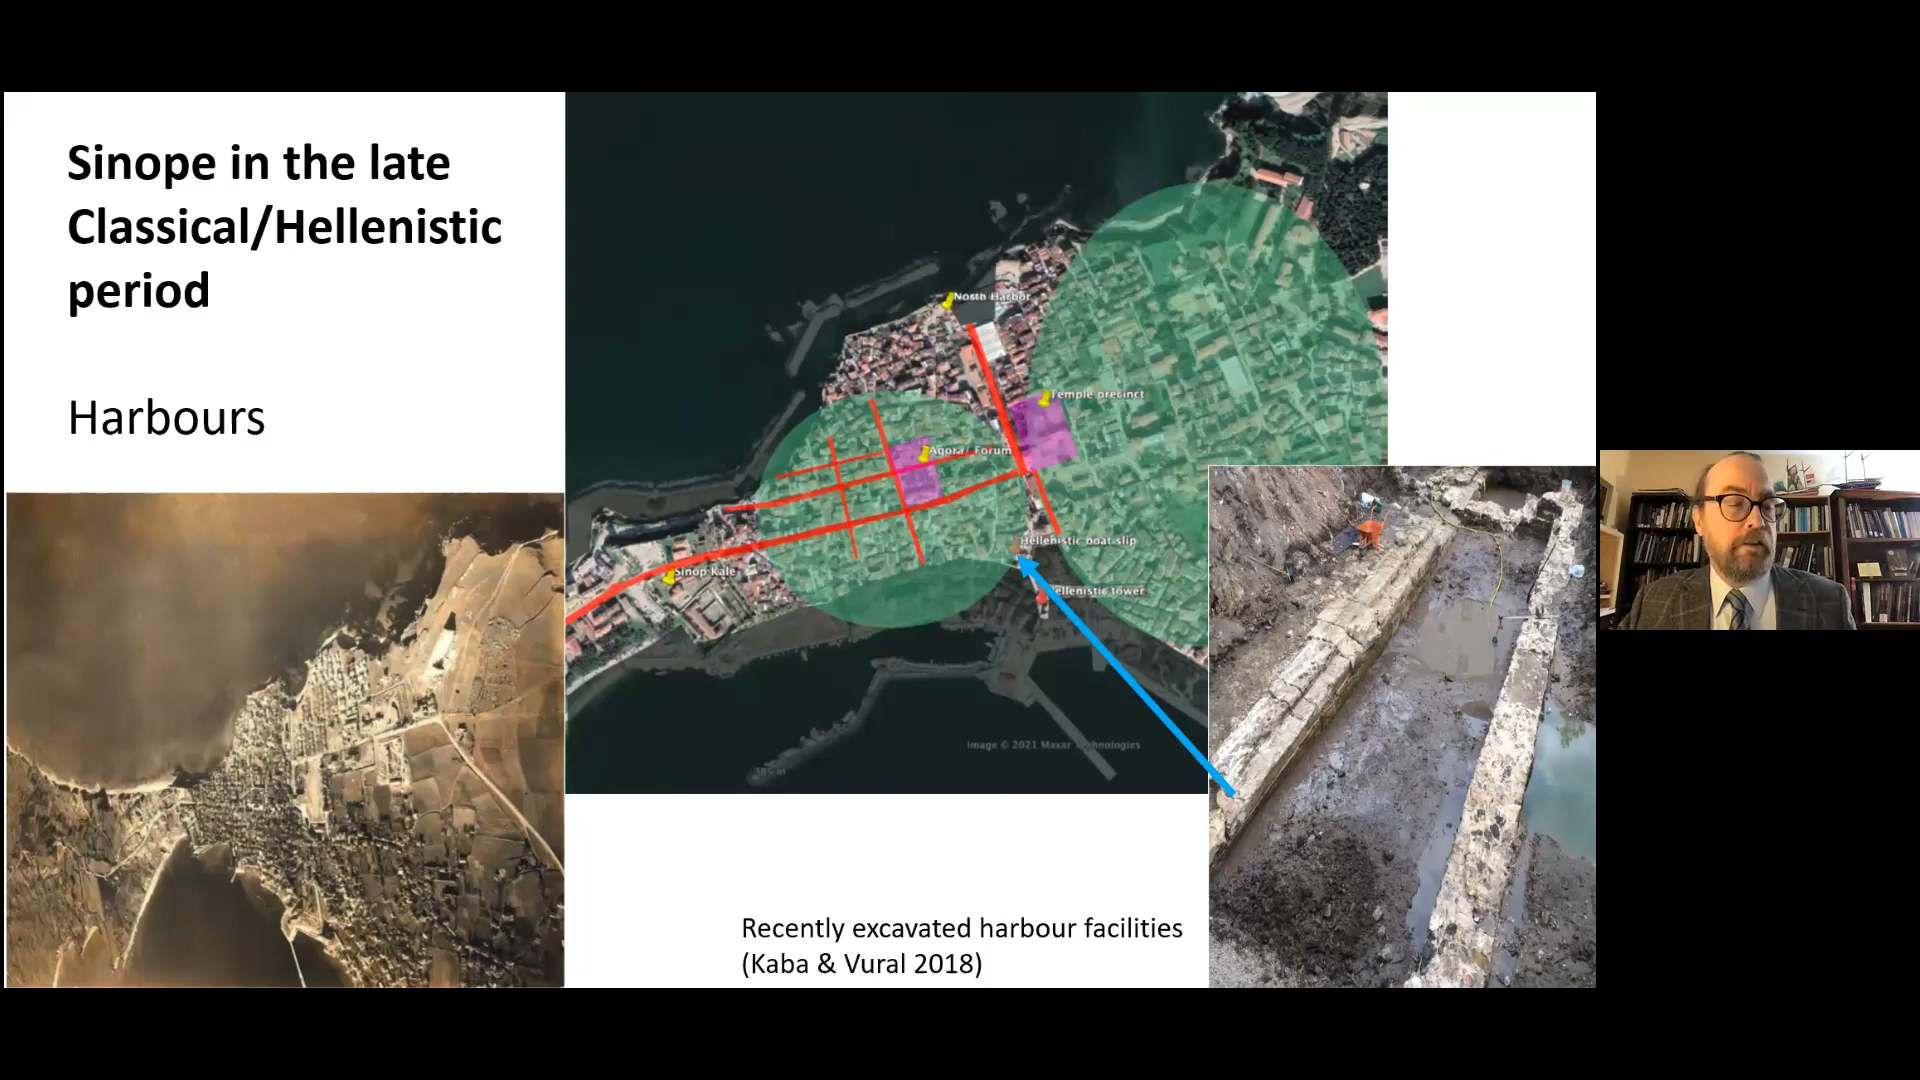 Sinope in the late
Classical/Hellenistic
period
Harbours
North Harbor
Temple precinct
Agora/ Forum
Hellenistic boat slip
Sinop Kale
ellenistic tower
Image © 2021 Maxar Technologies
Recently excavated harbour facilities
(Kaba & Vural 2018)